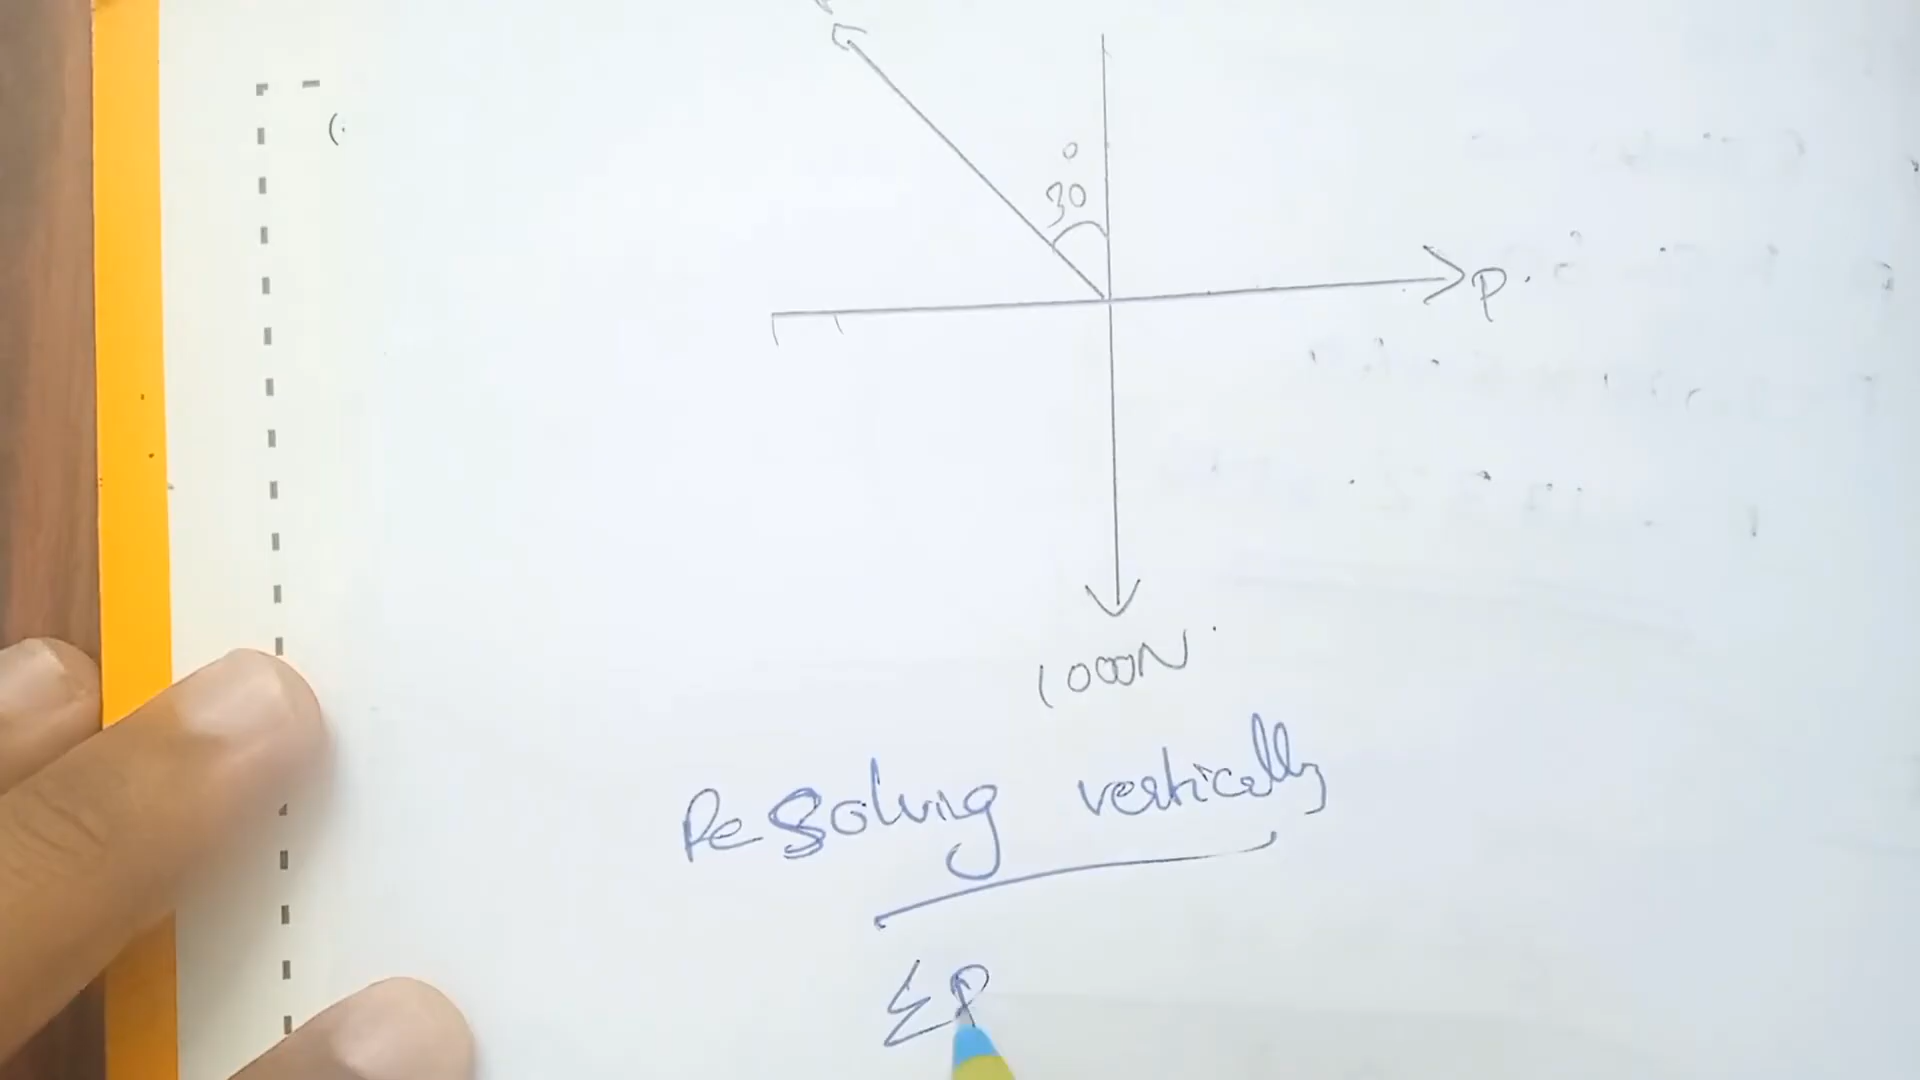 30°
P.
1000N
Resolving vertically
ΣP